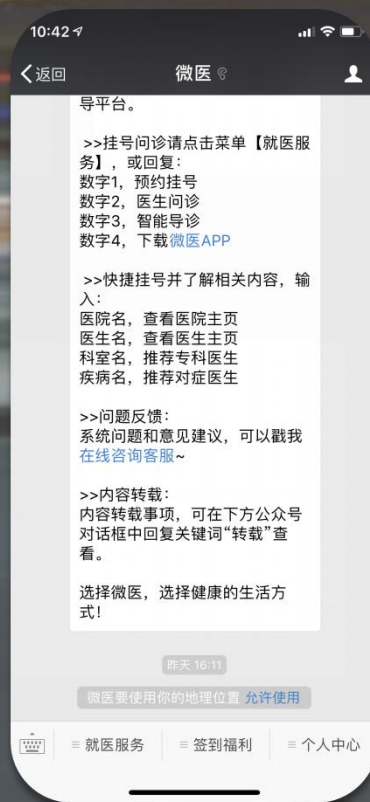 10:42
返回
微医
导平台。
>>挂号问诊请点击菜单【就医服
务】，或回复：
数字1，预约挂号
数字2，医生问诊
数字3，智能导诊
数字4，下载微医APP
>>快捷挂号并了解相关内容，输
入：
医院名，查看医院主页
医生名，查看医生主页
科室名，推荐专科医生
疾病名，推荐对症医生
>>问题反馈：
系统问题和意见建议，可以戳我
在线咨询客服~
>>内容转载：
内容转载事项，可在下方公众号
对话框中回复关键词“转载”查
看。
选择微医，选择健康的生活方
式！
昨天 16:11
微医要使用你的地理位置 允许使用
就医服务 签到福利 个人中心